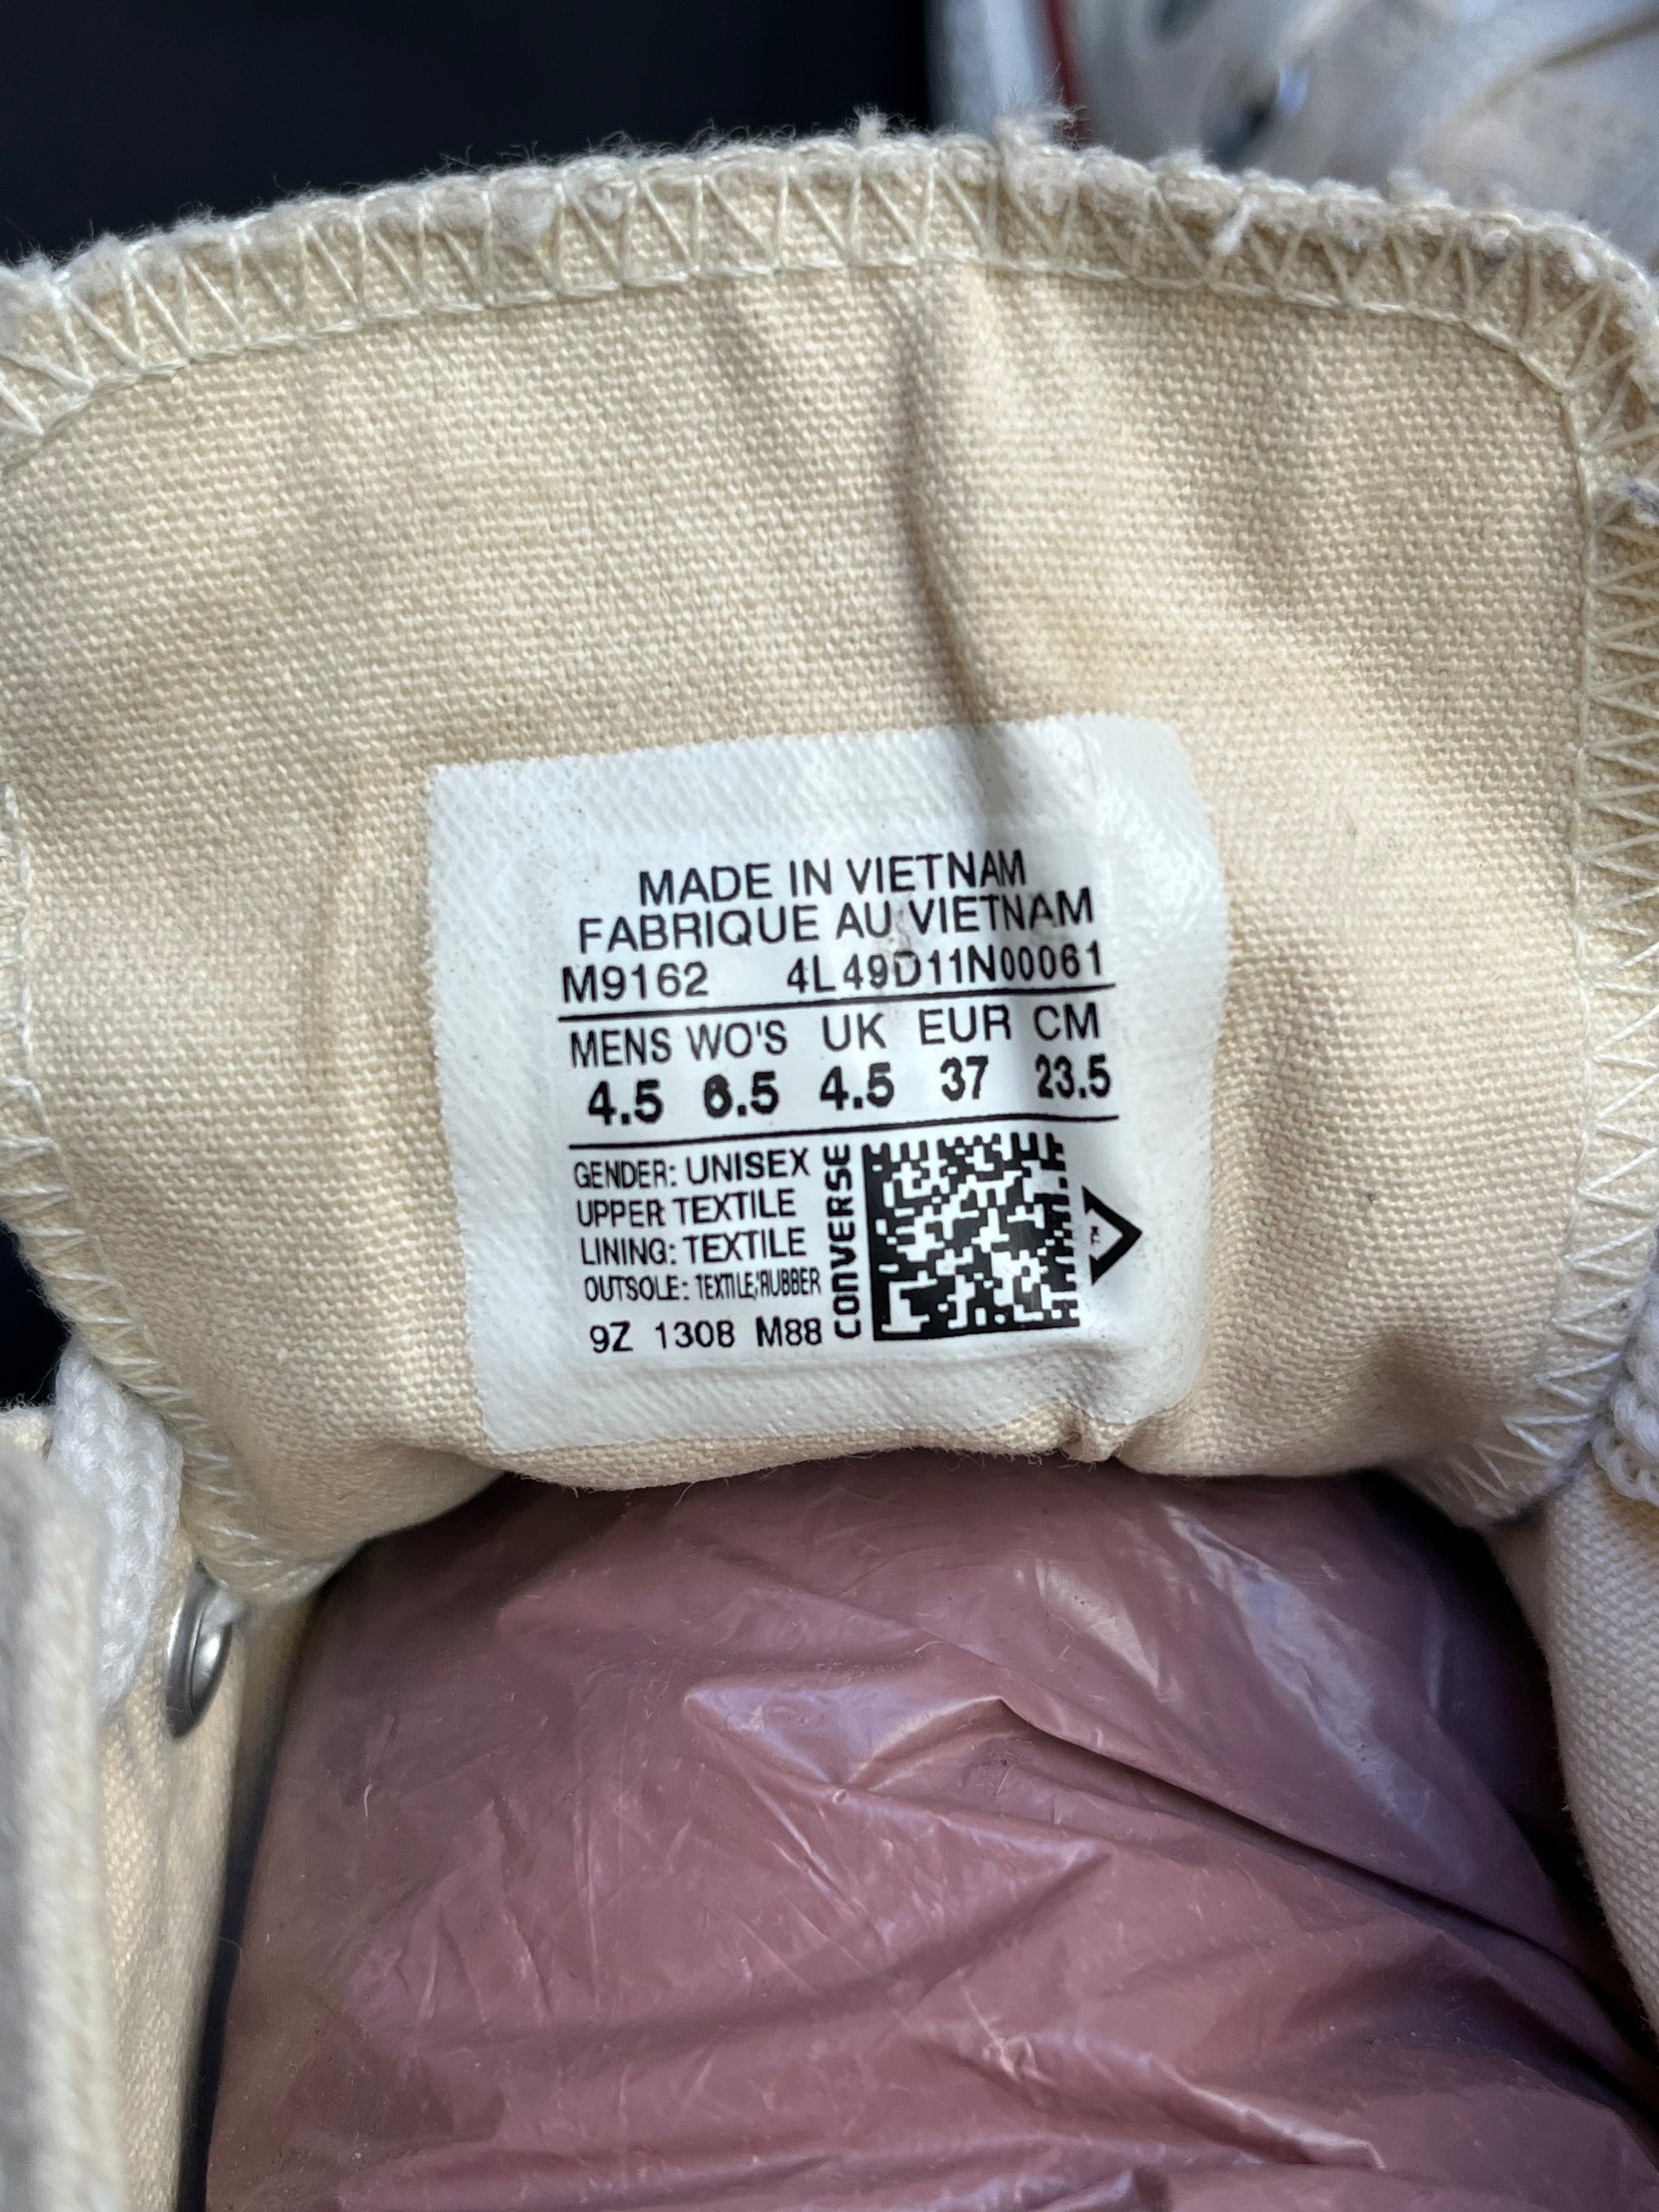 MADE IN VIETNAM
FABRIQUE AU VIETNAM
M9162 4L49D11N00061
MENS WO'S UK EUR CM
4.5 6.5 4.5 37 23.5
GENDER: UNISEX
UPPER TEXTILE
LINING: TEXTILE
OUTSOLE: TEXTILE/RUBBER
9Z 1308 M88
CONVERSE